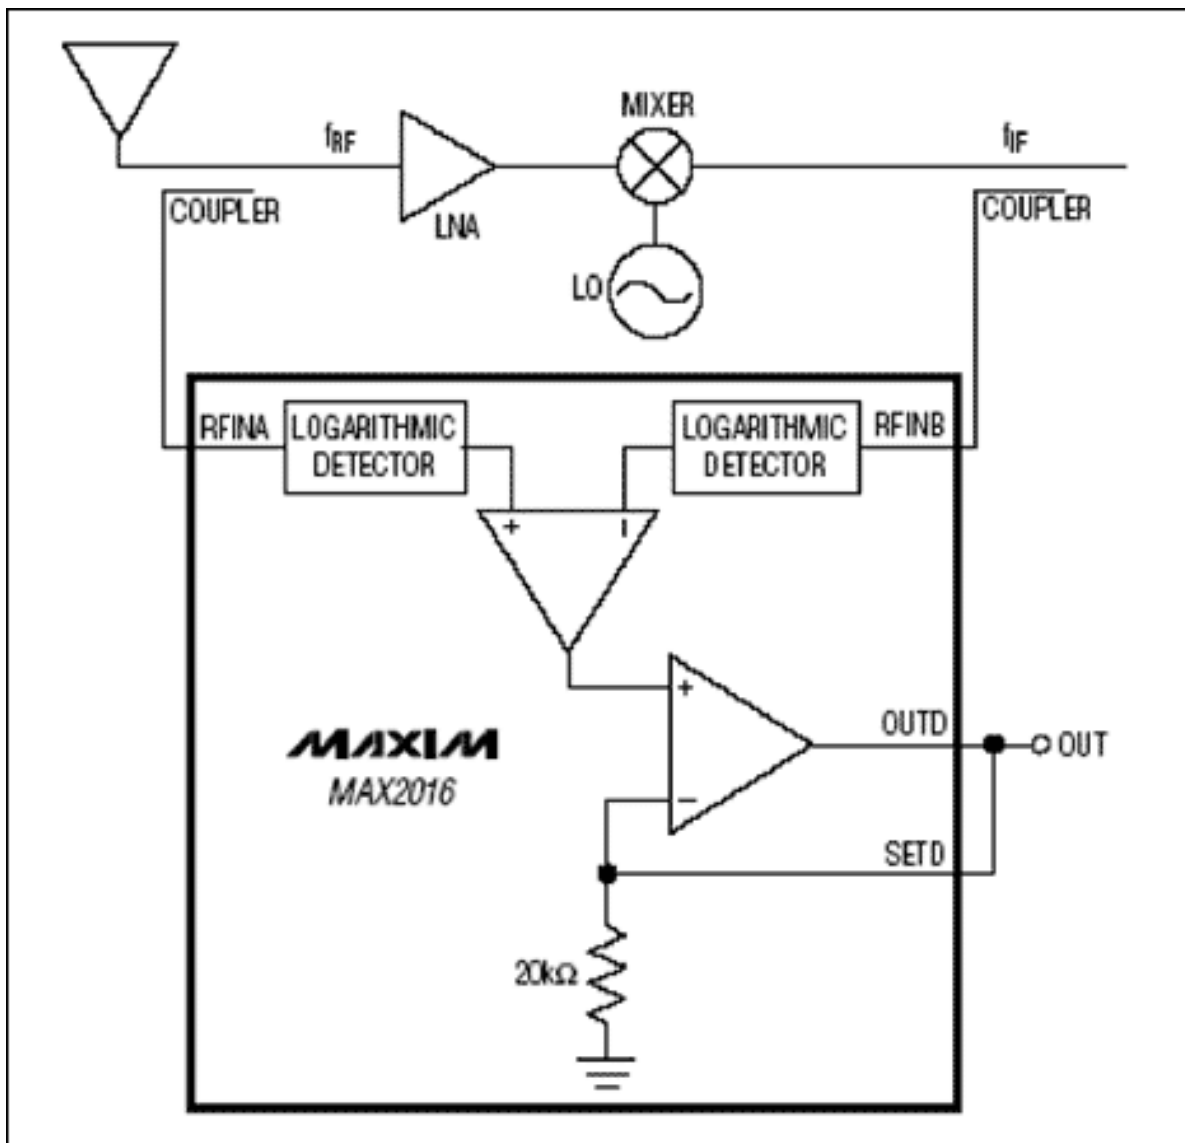 MIXER
fRF
fIF
COUPLER
LNA
COUPLER
LO
RFINA
LOGARITHMIC
DETECTOR
LOGARITHMIC
DETECTOR
RFINB
+
−
+
OUTD
OUT
MAXIM
MAX2016
−
SETD
20kΩ